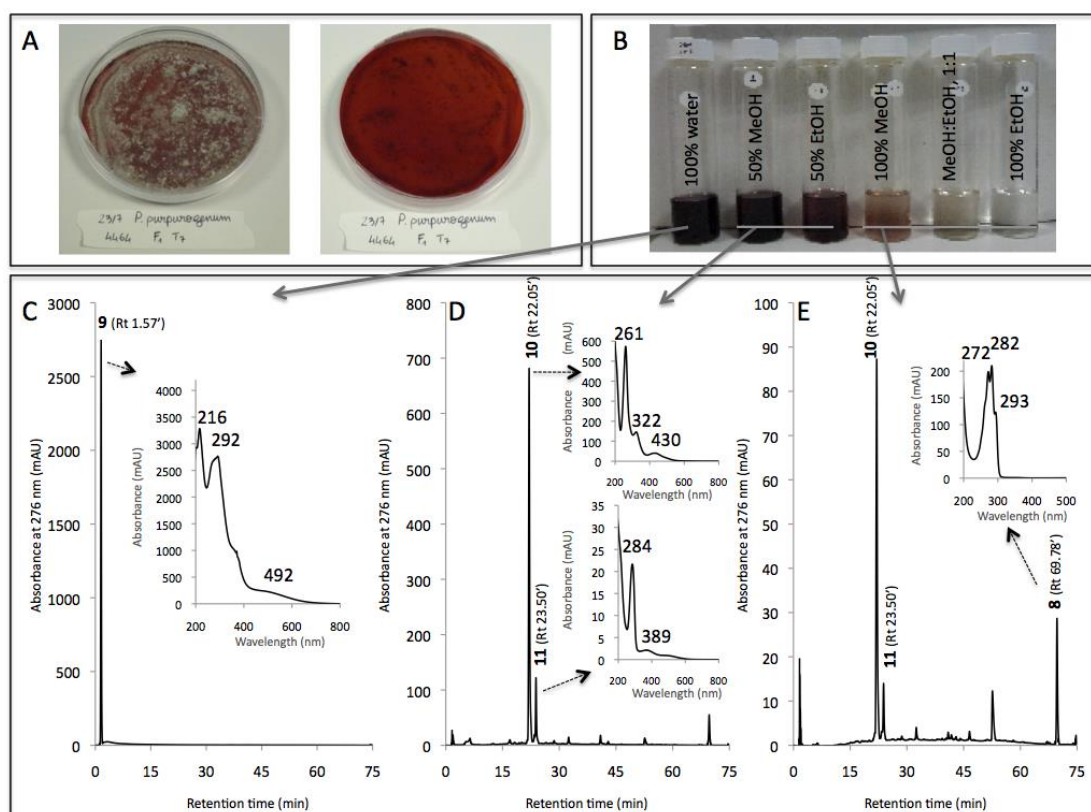 A
23/7 P. purpurogenum
4464 F₁ T₇
23/7 P. purpurogenum
4464 F₁ T₇
B
100% water
50% MeOH
50% EtOH
100% MeOH
MeOH:EtOH, 1:1
100% EtOH
1
C
3000
2500
2000
1500
1000
500
0
Absorbance at 276 nm (mAU)
9 (Rt 1.57')
216
292
492
4000
3500
3000
2500
2000
1500
1000
500
0
Absorbance (mAU)
200 400 600 800
Wavelength (nm)
0 15 30 45 60 75
Retention time (min)
D
800
700
600
500
400
300
200
100
0
Absorbance at 276 nm (mAU)
10 (Rt 22.05')
11 (Rt 23.50')
261
322
430
600
500
400
300
200
100
0
Absorbance (mAU)
200 400 600 800
Wavelength (nm)
284
389
35
30
25
20
15
10
5
0
Absorbance (mAU)
200 400 600 800
Wavelength (nm)
0 15 30 45 60 75
Retention time (min)
E
100
90
80
70
60
50
40
30
20
10
0
Absorbance at 276 nm (mAU)
10 (Rt 22.05')
11 (Rt 23.50')
8 (Rt 69.78')
272
282
293
250
200
150
100
50
0
Absorbance (mAU)
200 300 400 500
Wavelength (nm)
0 15 30 45 60 75
Retention time (min)